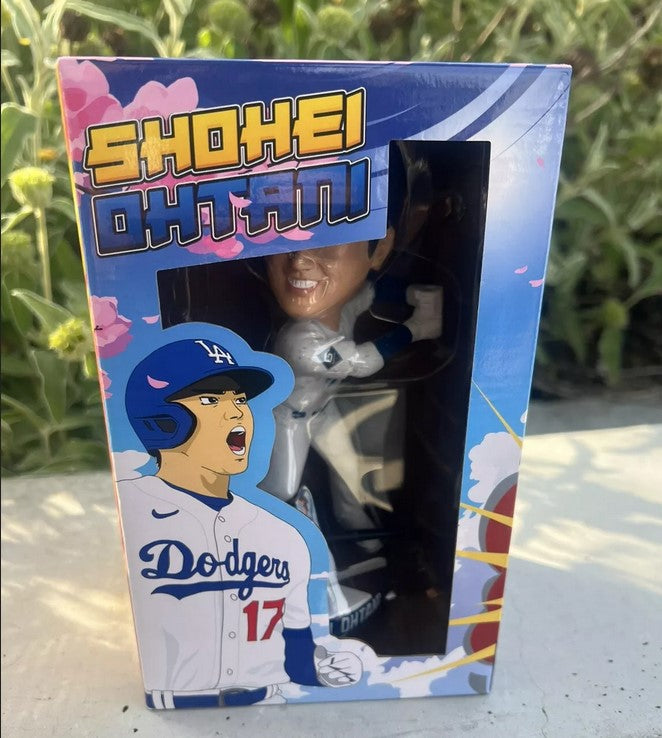 SHOHEI
OHTANI
LA
Dodgers
17
OHTANI